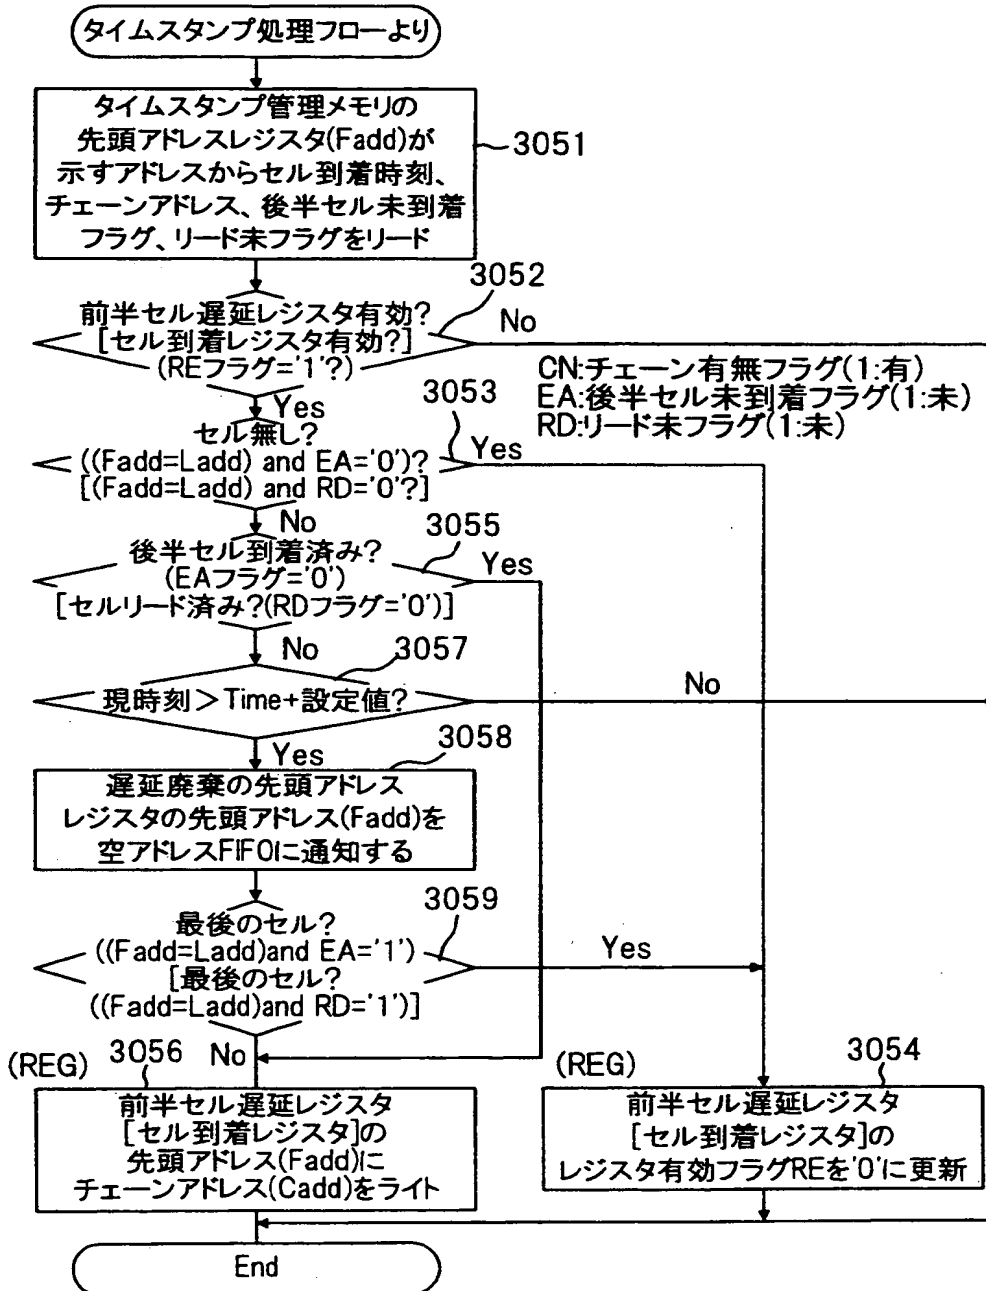 タイムスタンプ処理フローより
タイムスタンプ管理メモリの
先頭アドレスレジスタ(Fadd)が
示すアドレスからセル到着時刻、
チェーンアドレス、後半セル未到着
フラグ、リード未フラグをリード
3051
3052
前半セル遅延レジスタ有効?
[セル到着レジスタ有効?]
(REフラグ='1'?)
No
CN:チェーン有無フラグ(1:有)
EA:後半セル未到着フラグ(1:未)
RD:リード未フラグ(1:未)
Yes
3053
セル無し?
((Fadd=Ladd) and EA='0')?
[(Fadd=Ladd) and RD='0'?]
Yes
No
3055
後半セル到着済み?
(EAフラグ='0')
[セルリード済み?(RDフラグ='0')]
Yes
No
3057
現時刻>Time+設定値?
No
Yes
3058
遅延廃棄の先頭アドレス
レジスタの先頭アドレス(Fadd)を
空アドレスFIFOに通知する
3059
最後のセル?
((Fadd=Ladd)and EA='1')
[最後のセル?
((Fadd=Ladd)and RD='1')]
Yes
No
(REG)
3056
前半セル遅延レジスタ
[セル到着レジスタ]の
先頭アドレス(Fadd)に
チェーンアドレス(Cadd)をライト
(REG)
3054
前半セル遅延レジスタ
[セル到着レジスタ]の
レジスタ有効フラグREを'0'に更新
End